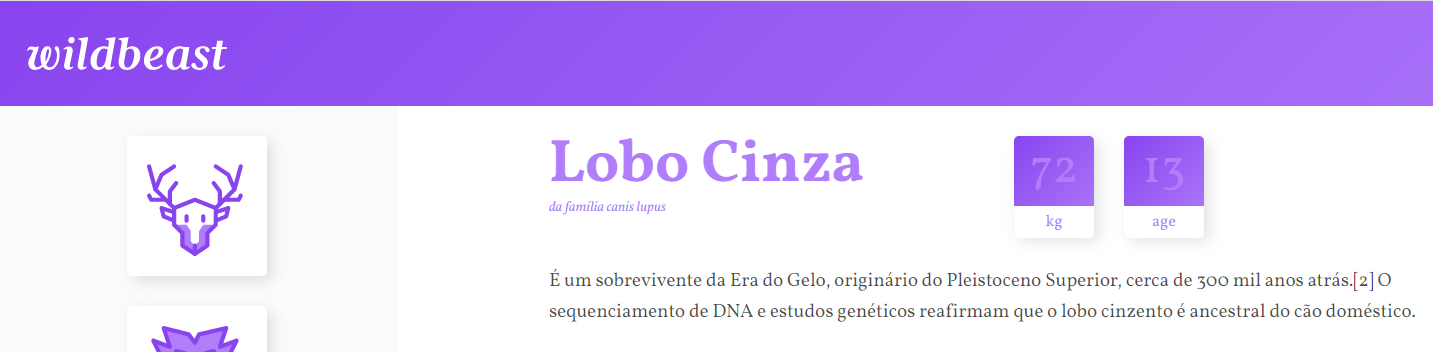 wildbeast
Lobo Cinza
da família canis lupus
72
kg
13
age
É um sobrevivente da Era do Gelo, originário do Pleistoceno Superior, cerca de 300 mil anos atrás.[2] O
sequenciamento de DNA e estudos genéticos reafirmam que o lobo cinzento é ancestral do cão doméstico.